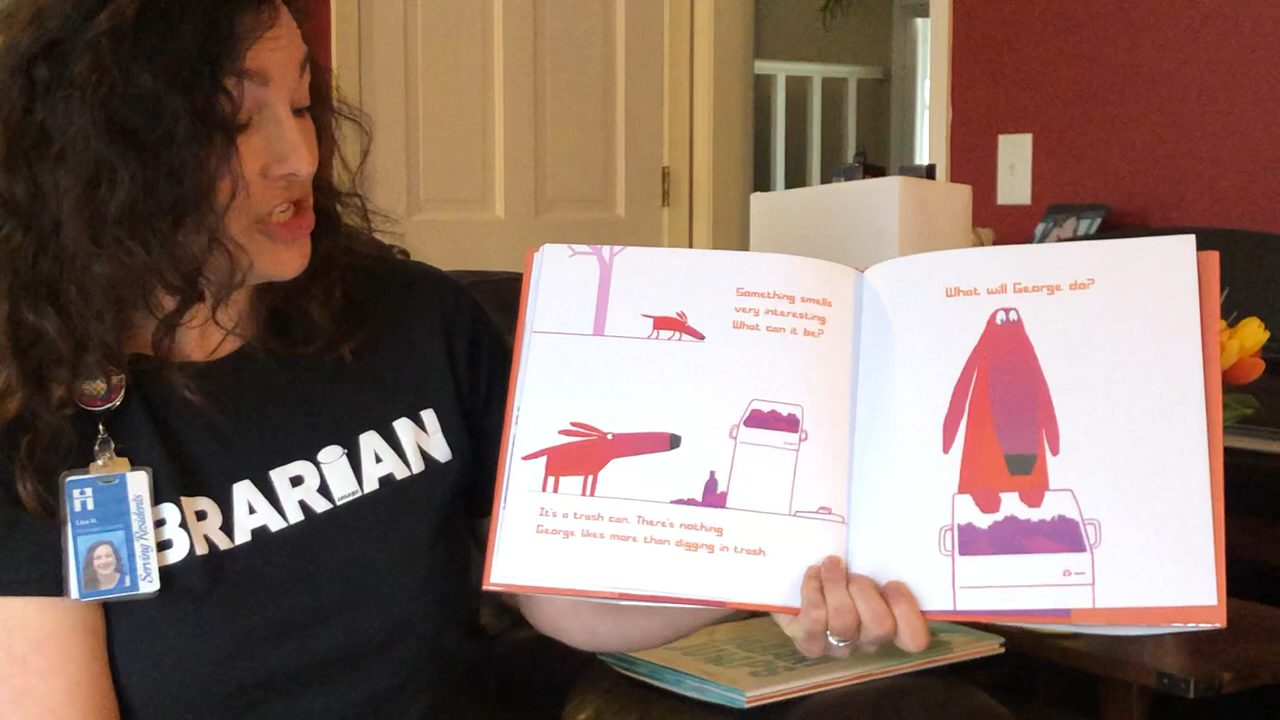 BRARiAN
H
Lisa H.
Serving Residents
Something smells
very interesting.
What can it be?
It's a trash can. There's nothing
George likes more than digging in trash.
What will George do?